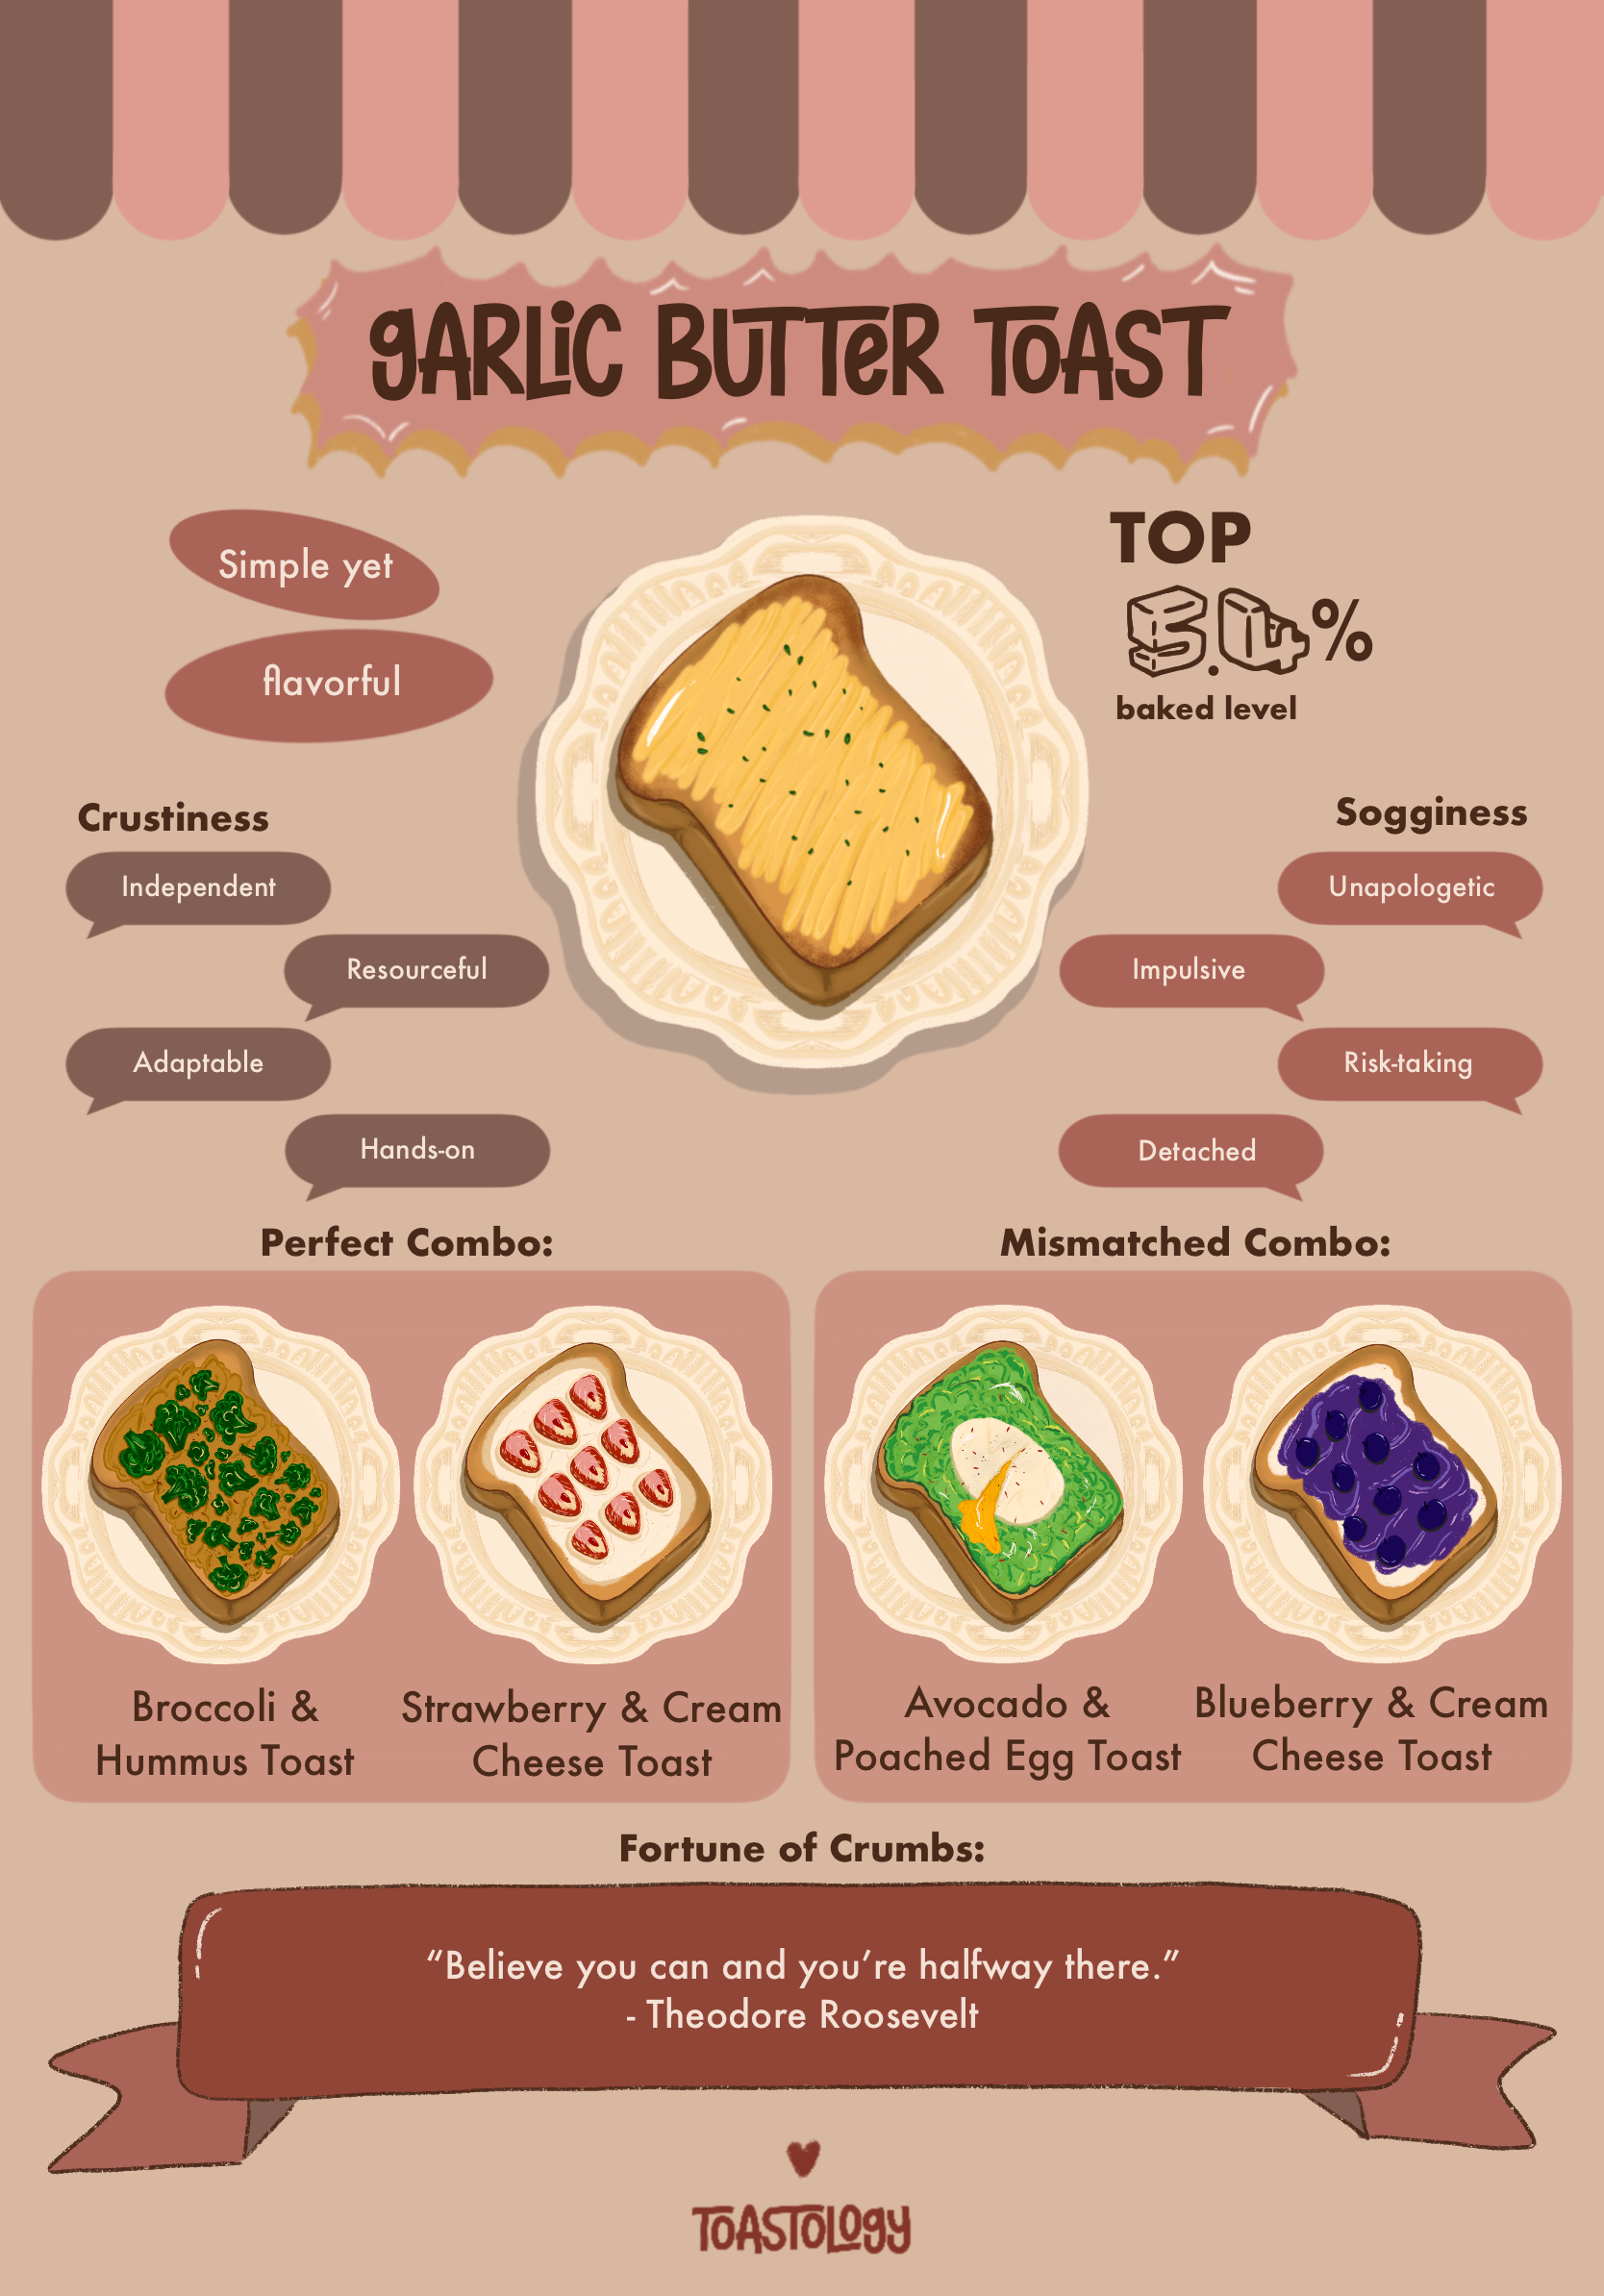 gARLiC BUTTeR ToAST
Simple yet
flavorful
TOP
5.4%
baked level
Crustiness
Independent
Resourceful
Adaptable
Hands-on
Sogginess
Unapologetic
Impulsive
Risk-taking
Detached
Perfect Combo:
Broccoli &
Hummus Toast
Strawberry & Cream
Cheese Toast
Mismatched Combo:
Avocado &
Poached Egg Toast
Blueberry & Cream
Cheese Toast
Fortune of Crumbs:
“Believe you can and you’re halfway there.”
- Theodore Roosevelt
ToASToLOgy